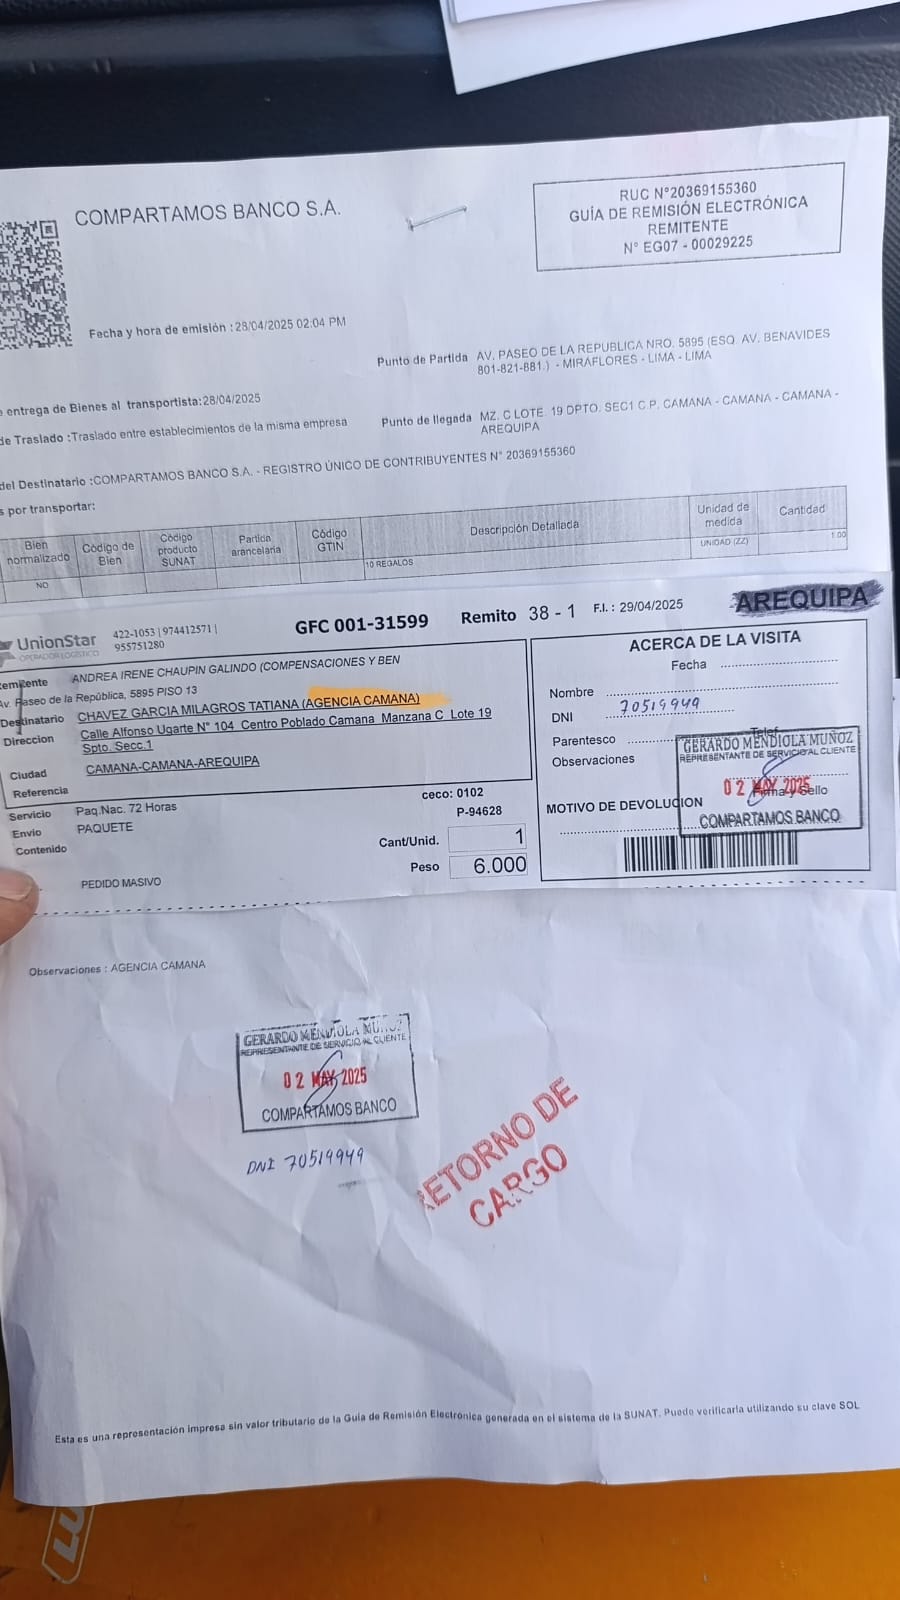 COMPARTAMOS BANCO S.A.
RUC N°20369155360
GUÍA DE REMISIÓN ELECTRÓNICA
REMITENTE
N° EG07 - 00029225
Fecha y hora de emisión : 28/04/2025 02:04 PM
Punto de Partida AV. PASEO DE LA REPUBLICA NRO. 5895 (ESQ. AV. BENAVIDES
801-821-881.) - MIRAFLORES - LIMA - LIMA
entrega de Bienes al transportista:28/04/2025
de Traslado :Traslado entre establecimientos de la misma empresa
Punto de llegada MZ. C LOTE. 19 DPTO. SEC1 C.P. CAMANA - CAMANA - CAMANA -
AREQUIPA
del Destinatario :COMPARTAMOS BANCO S.A. - REGISTRO ÚNICO DE CONTRIBUYENTES N° 20369155360
s por transportar:
Bien normalizado Código de Bien Código producto SUNAT Partida arancelaria Código GTIN Descripción Detallada Unidad de medida Cantidad
NO 10 REGALOS UNIDAD (ZZ) 1.00
UnionStar
OPERADOR LOGÍSTICO
422-1053 | 974412571 |
955751280
GFC 001-31599 Remito 38 - 1 F.I. : 29/04/2025 AREQUIPA
emitente ANDREA IRENE CHAUPIN GALINDO (COMPENSACIONES Y BEN
Av. Paseo de la República, 5895 PISO 13
Destinatario CHAVEZ GARCIA MILAGROS TATIANA (AGENCIA CAMANA)
Direccion Calle Alfonso Ugarte N° 104 Centro Poblado Camana Manzana C Lote 19
Spto. Secc.1
Ciudad CAMANA-CAMANA-AREQUIPA
Referencia
Servicio Paq.Nac. 72 Horas
ceco: 0102
Envio PAQUETE
P-94628
Contenido
Cant/Unid. 1
Peso 6.000
PEDIDO MASIVO
ACERCA DE LA VISITA
Fecha
Nombre
DNI 70519949
Parentesco Telef
Observaciones
GERARDO MENDIOLA MUÑOZ
REPRESENTANTE DE SERVICIO AL CLIENTE
02 MAY 2025
Firma y Sello
MOTIVO DE DEVOLUCION
COMPARTAMOS BANCO
Observaciones : AGENCIA CAMANA
GERARDO MENDIOLA MUÑOZ
REPRESENTANTE DE SERVICIO AL CLIENTE
02 MAY 2025
COMPARTAMOS BANCO
DNI 70519949
RETORNO DE
CARGO
Esta es una representación impresa sin valor tributario de la Guía de Remisión Electrónica generada en el sistema de la SUNAT. Puede verificarla utilizando su clave SOL
LU